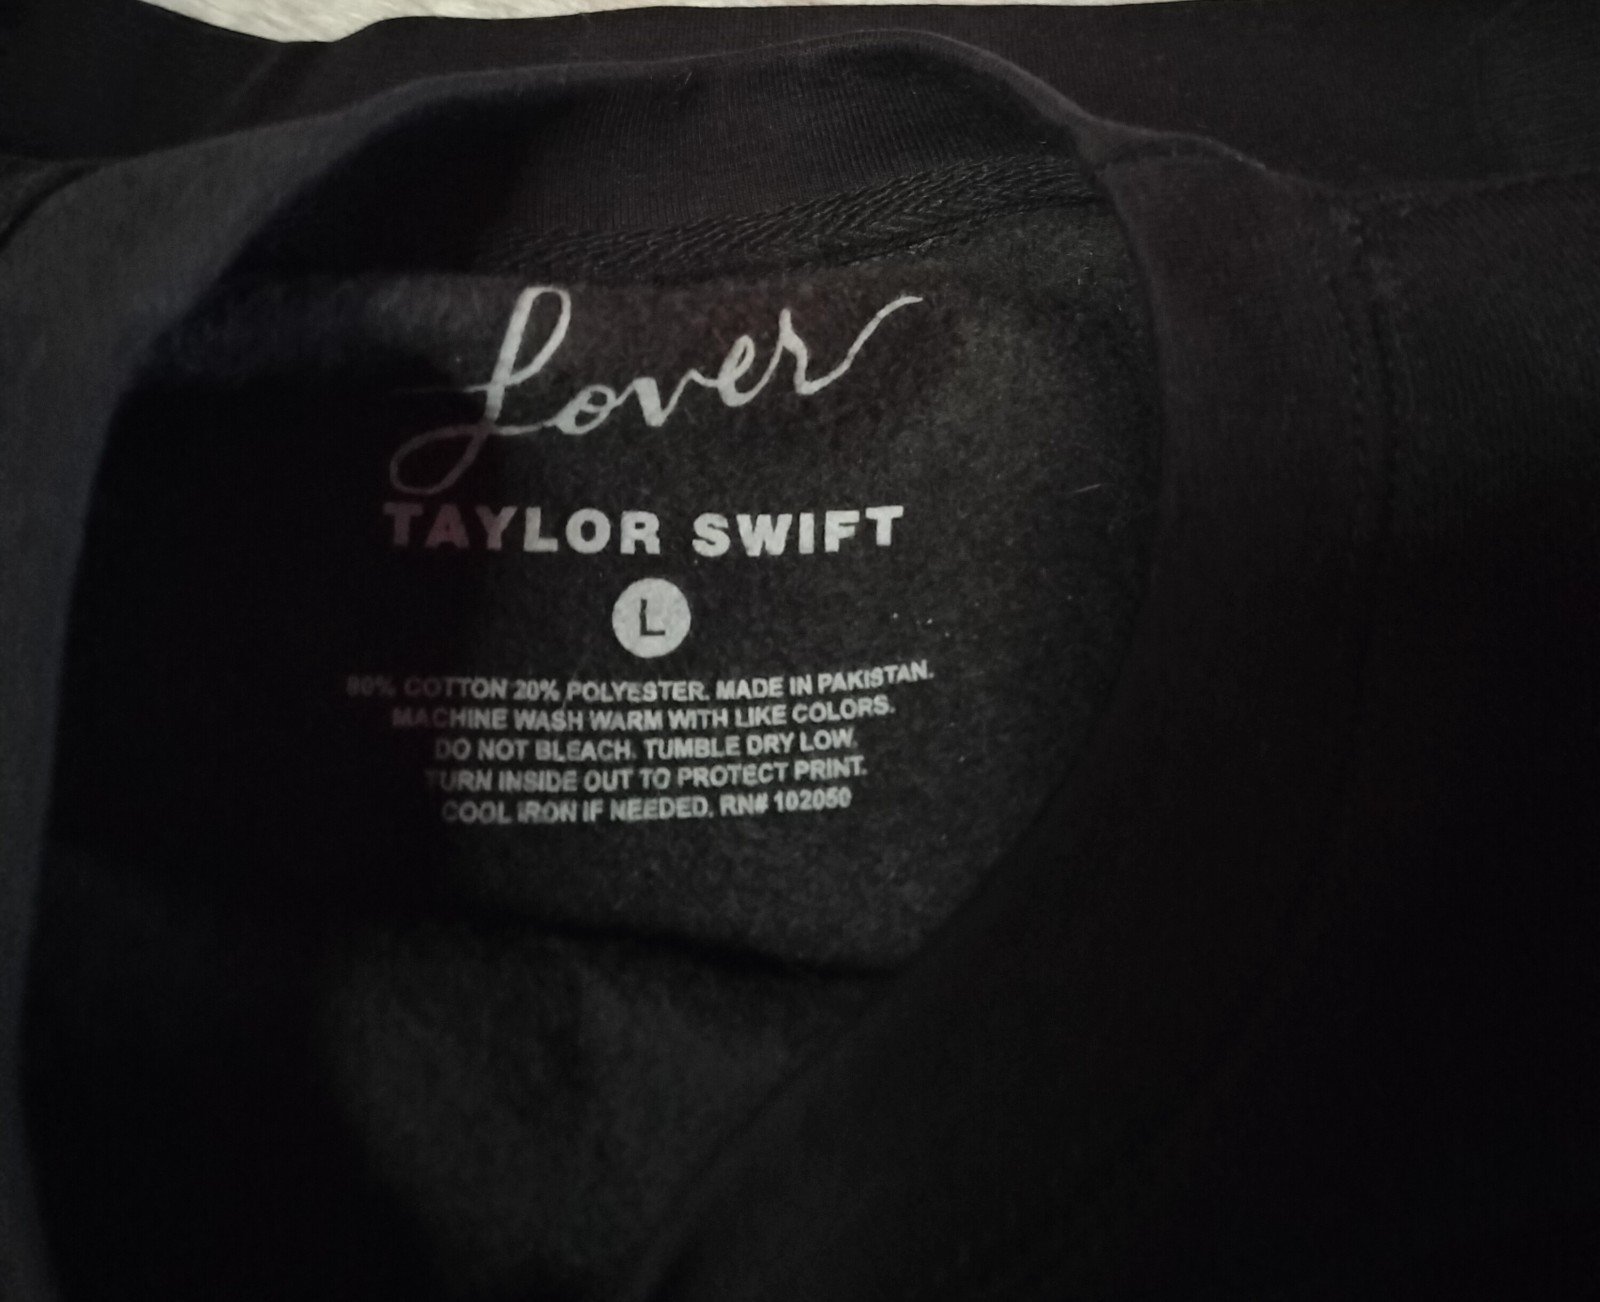 Lover
TAYLOR SWIFT
L
80% COTTON 20% POLYESTER. MADE IN PAKISTAN.
MACHINE WASH WARM WITH LIKE COLORS.
DO NOT BLEACH. TUMBLE DRY LOW.
TURN INSIDE OUT TO PROTECT PRINT.
COOL IRON IF NEEDED. RN# 102050